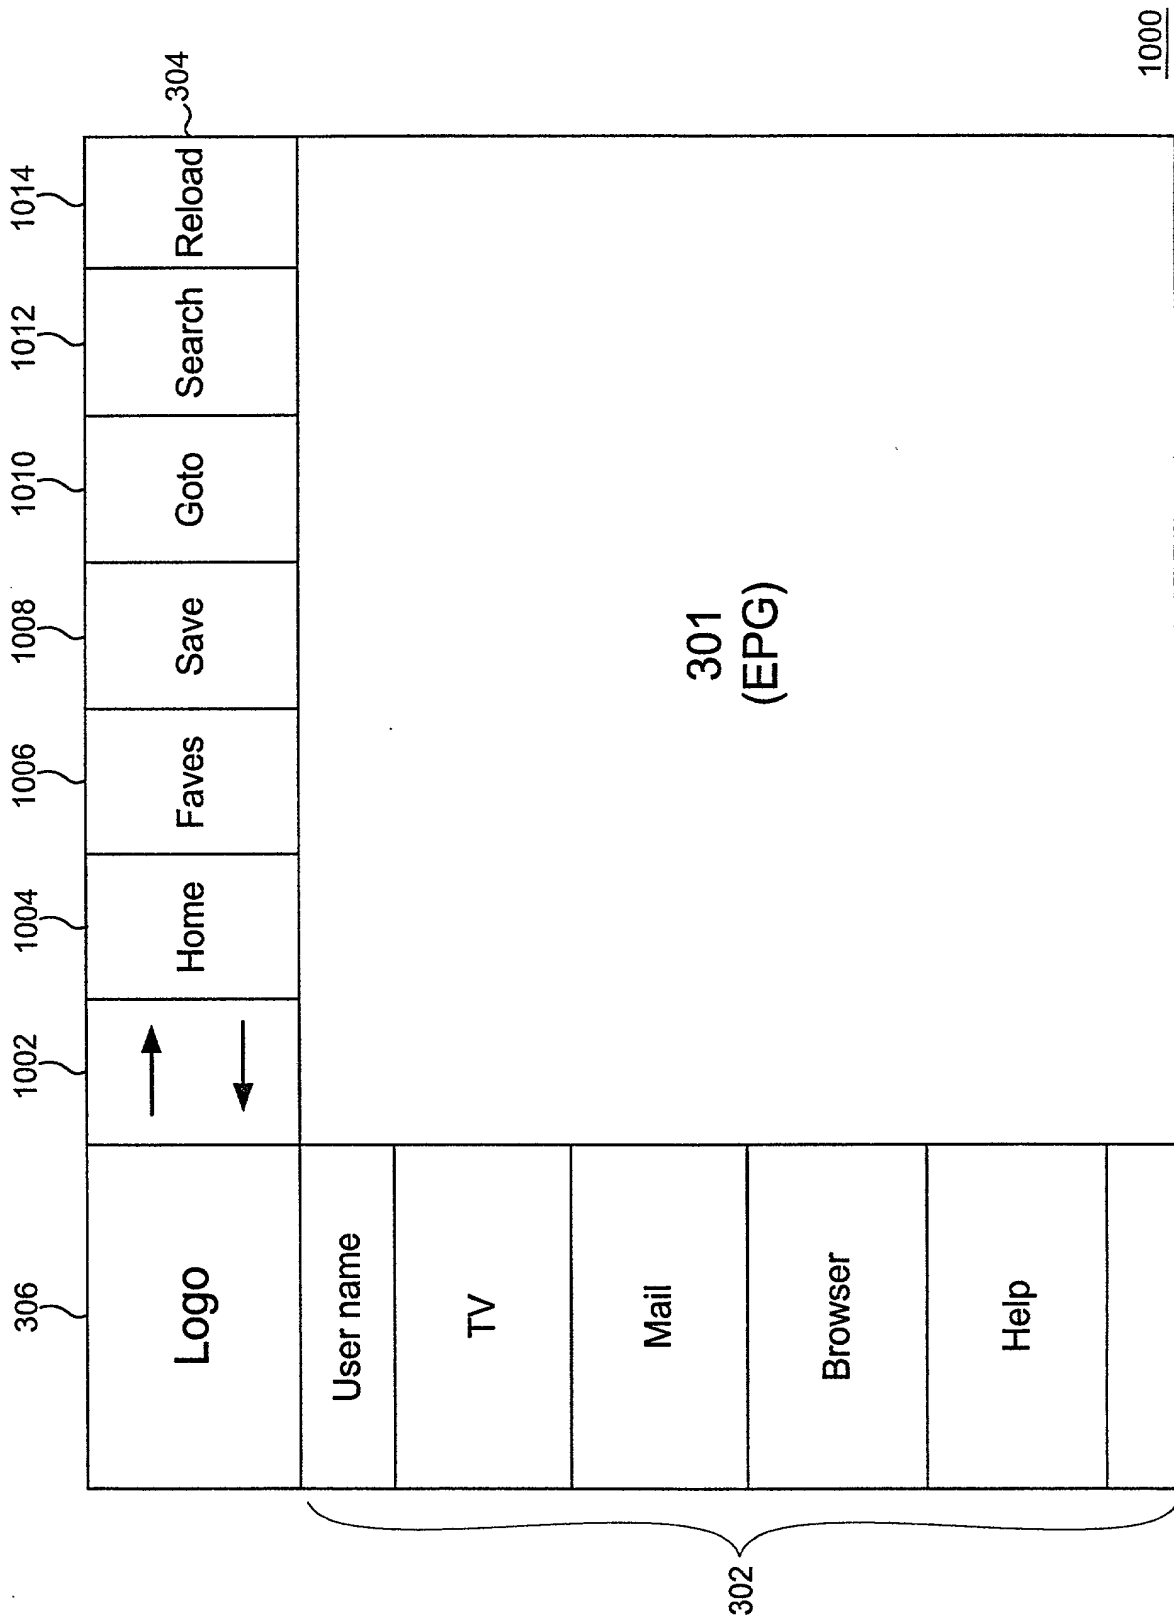 306
1002
1004
1006
1008
1010
1012
1014
Logo
Home
Faves
Save
Goto
Search
Reload
304
User name
TV
Mail
Browser
Help
302
301
(EPG)
1000